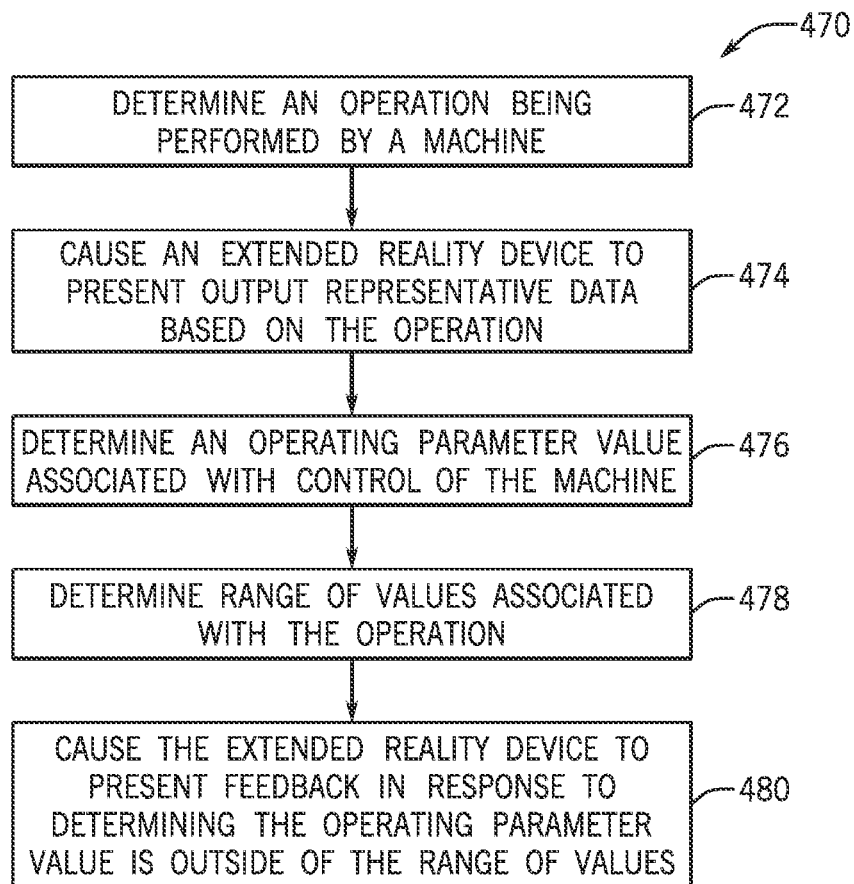 470
DETERMINE AN OPERATION BEING
PERFORMED BY A MACHINE
472
CAUSE AN EXTENDED REALITY DEVICE TO
PRESENT OUTPUT REPRESENTATIVE DATA
BASED ON THE OPERATION
474
DETERMINE AN OPERATING PARAMETER VALUE
ASSOCIATED WITH CONTROL OF THE MACHINE
476
DETERMINE RANGE OF VALUES ASSOCIATED
WITH THE OPERATION
478
CAUSE THE EXTENDED REALITY DEVICE TO
PRESENT FEEDBACK IN RESPONSE TO
DETERMINING THE OPERATING PARAMETER
VALUE IS OUTSIDE OF THE RANGE OF VALUES
480